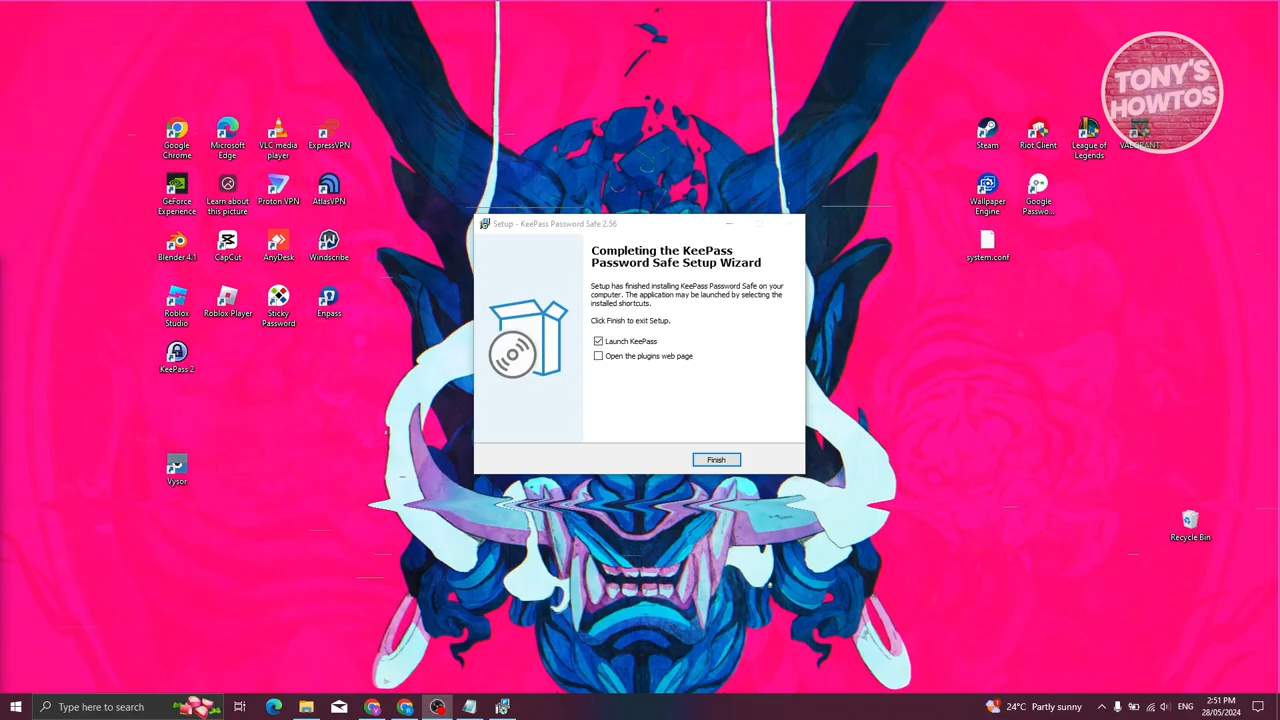 TONY'S
HOWTOS
Google
Chrome
Microsoft
Edge
VLC media
player
ExpressVPN
Steam
Riot Client
League of
Legends
VALORANT
GeForce
Experience
Learn about
this picture
Proton VPN
AtlasVPN
Wallpaper
Engine
Google
Passwo...
Blender 4.1
CapCut
AnyDesk
Windscribe
system.conf
Roblox
Studio
Roblox Player
Sticky
Password
Enpass
KeePass 2
Vysor
Recycle Bin
Setup - KeePass Password Safe 2.56
Completing the KeePass
Password Safe Setup Wizard
Setup has finished installing KeePass Password Safe on your
computer. The application may be launched by selecting the
installed shortcuts.
Click Finish to exit Setup.
Launch KeePass
Open the plugins web page
Finish
Type here to search
24°C Partly sunny
ENG
2:51 PM
28/05/2024